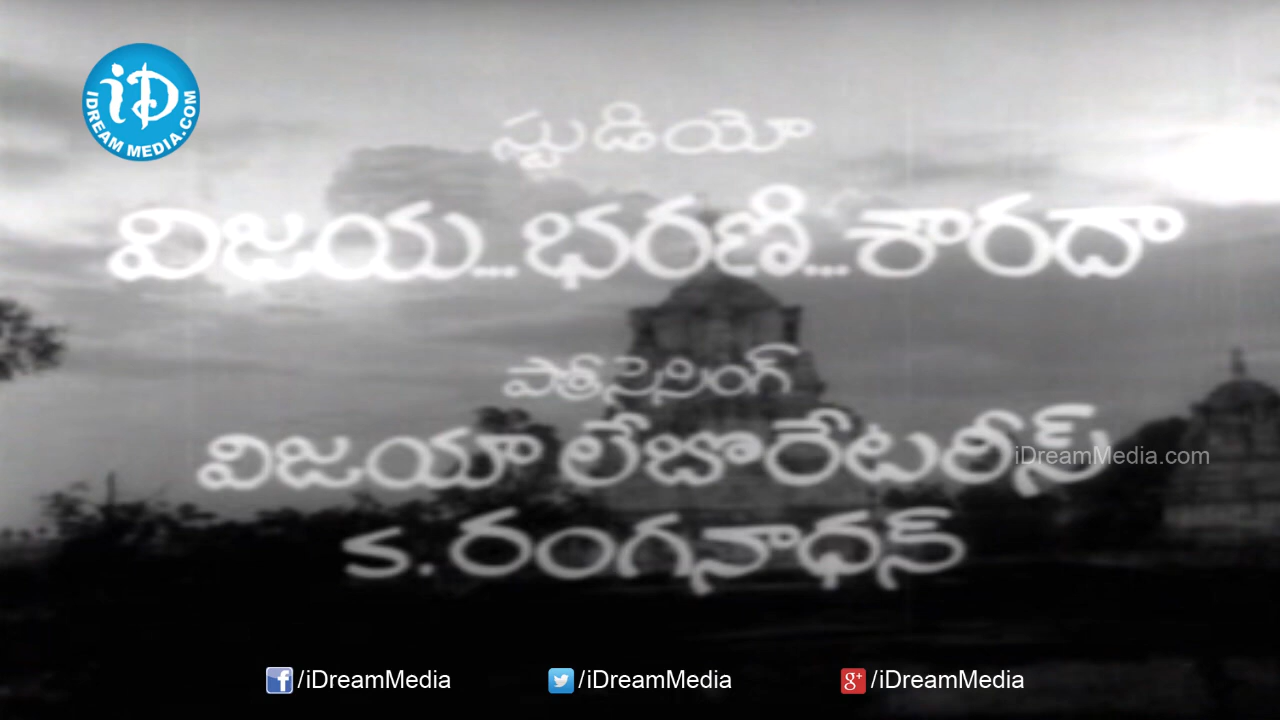 iD
IDREAM MEDIA.COM
స్టుడియో
విజయ...భరణి...శారదా
ప్రోసెసింగ్
విజయా లేబొరేటరీస్
iDreamMedia.com
క. రంగనాధన్
/iDreamMedia
/iDreamMedia
g+ /iDreamMedia